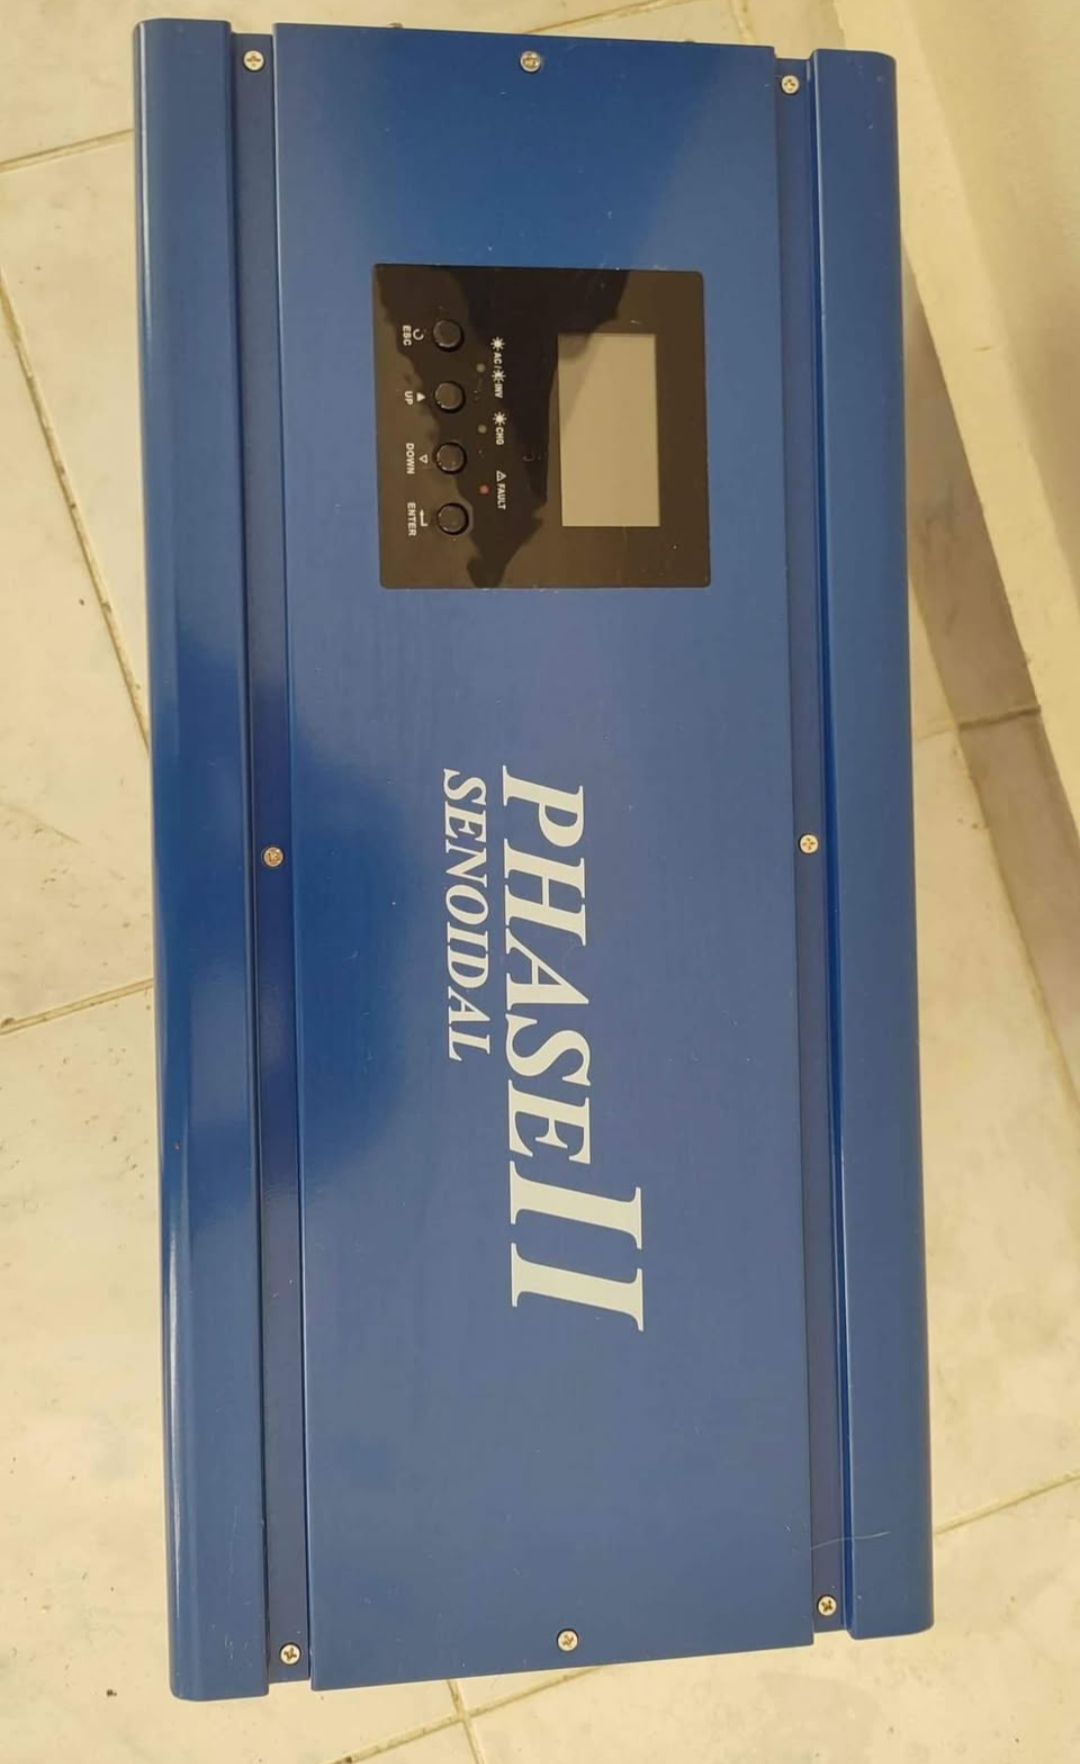 AC / INV
CHG
FAULT
ESC
UP
DOWN
ENTER
PHASE II
SENOIDAL